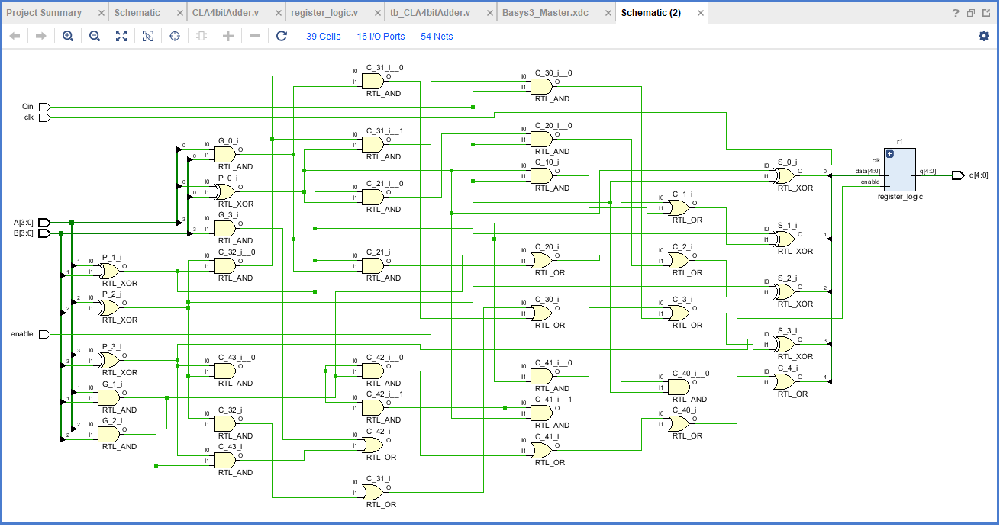 Project Summary × Schematic × CLA4bitAdder.v × register_logic.v × tb_CLA4bitAdder.v × Basys3_Master.xdc × Schematic (2) ×
39 Cells 16 I/O Ports 54 Nets
Cin
clk
A[3:0]
B[3:0]
enable
P_1_i
I0
I1
O
RTL_XOR
1
1
P_2_i
I0
I1
O
RTL_XOR
2
2
P_3_i
I0
I1
O
RTL_XOR
3
3
G_1_i
I0
I1
O
RTL_AND
1
1
G_2_i
I0
I1
O
RTL_AND
2
2
G_0_i
I0
I1
O
RTL_AND
0
0
P_0_i
I0
I1
O
RTL_XOR
0
0
G_3_i
I0
I1
O
RTL_AND
3
3
C_32_i__0
I0
I1
O
RTL_AND
C_43_i__0
I0
I1
O
RTL_AND
C_32_i
I0
I1
O
RTL_AND
C_43_i
I0
I1
O
RTL_AND
C_31_i__0
I0
I1
O
RTL_AND
C_31_i__1
I0
I1
O
RTL_AND
C_21_i__0
I0
I1
O
RTL_AND
C_21_i
I0
I1
O
RTL_AND
C_42_i__0
I0
I1
O
RTL_AND
C_42_i__1
I0
I1
O
RTL_AND
C_42_i
I0
I1
O
RTL_OR
C_31_i
I0
I1
O
RTL_OR
C_30_i__0
I0
I1
O
RTL_AND
C_20_i__0
I0
I1
O
RTL_AND
C_10_i
I0
I1
O
RTL_AND
C_20_i
I0
I1
O
RTL_OR
C_30_i
I0
I1
O
RTL_OR
C_41_i__0
I0
I1
O
RTL_AND
C_41_i__1
I0
I1
O
RTL_AND
C_41_i
I0
I1
O
RTL_OR
C_1_i
I0
I1
O
RTL_OR
C_2_i
I0
I1
O
RTL_OR
C_3_i
I0
I1
O
RTL_OR
C_40_i__0
I0
I1
O
RTL_AND
C_40_i
I0
I1
O
RTL_OR
S_0_i
I0
I1
O
RTL_XOR
0
S_1_i
I0
I1
O
RTL_XOR
1
S_2_i
I0
I1
O
RTL_XOR
2
S_3_i
I0
I1
O
RTL_XOR
3
C_4_i
I0
I1
O
RTL_OR
4
r1
clk
data[4:0]
enable
q[4:0]
register_logic
q[4:0]